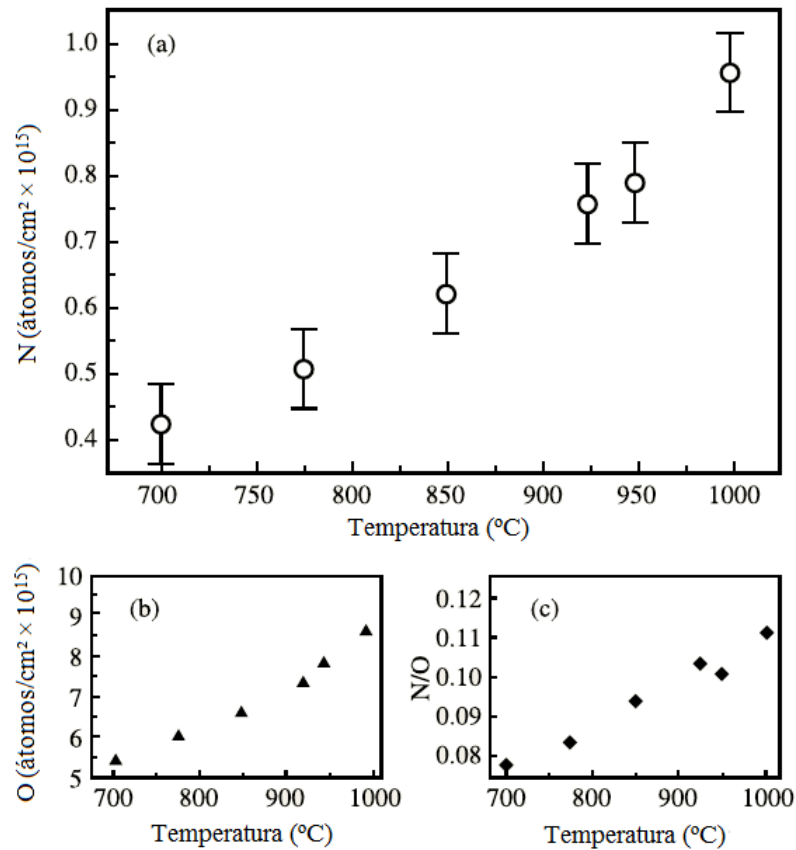 (a)
1.0
0.9
0.8
0.7
0.6
0.5
0.4
N (átomos/cm² × 10¹⁵)
700 750 800 850 900 950 1000
Temperatura (ºC)
(b)
10
9
8
7
6
5
O (átomos/cm² × 10¹⁵)
700 800 900 1000
Temperatura (ºC)
(c)
0.12
0.11
0.10
0.09
0.08
N/O
700 800 900 1000
Temperatura (ºC)